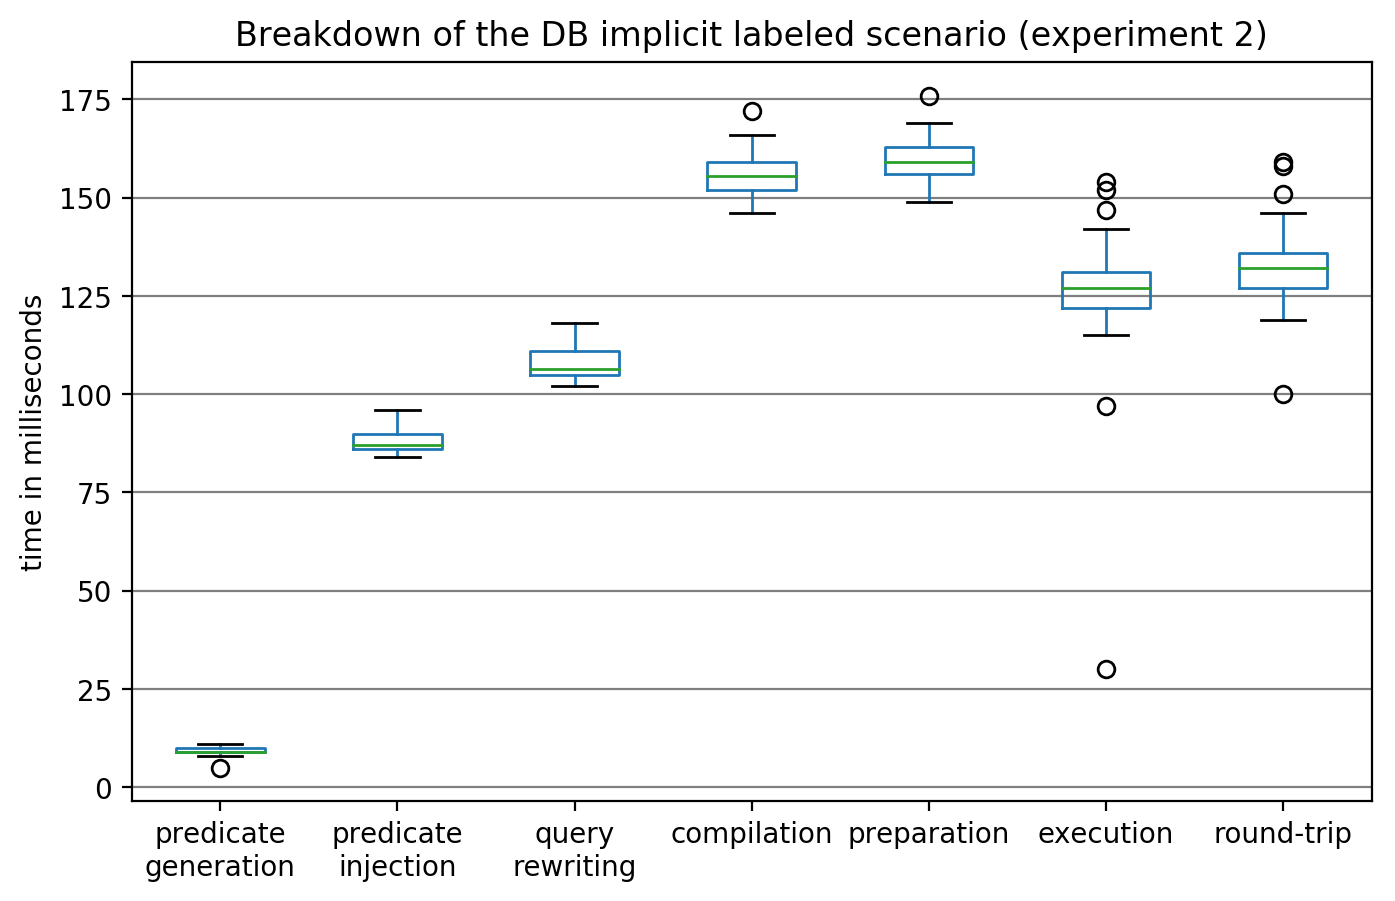 Breakdown of the DB implicit labeled scenario (experiment 2)
time in milliseconds
175
150
125
100
75
50
25
0
predicate generation
predicate injection
query rewriting
compilation
preparation
execution
round-trip